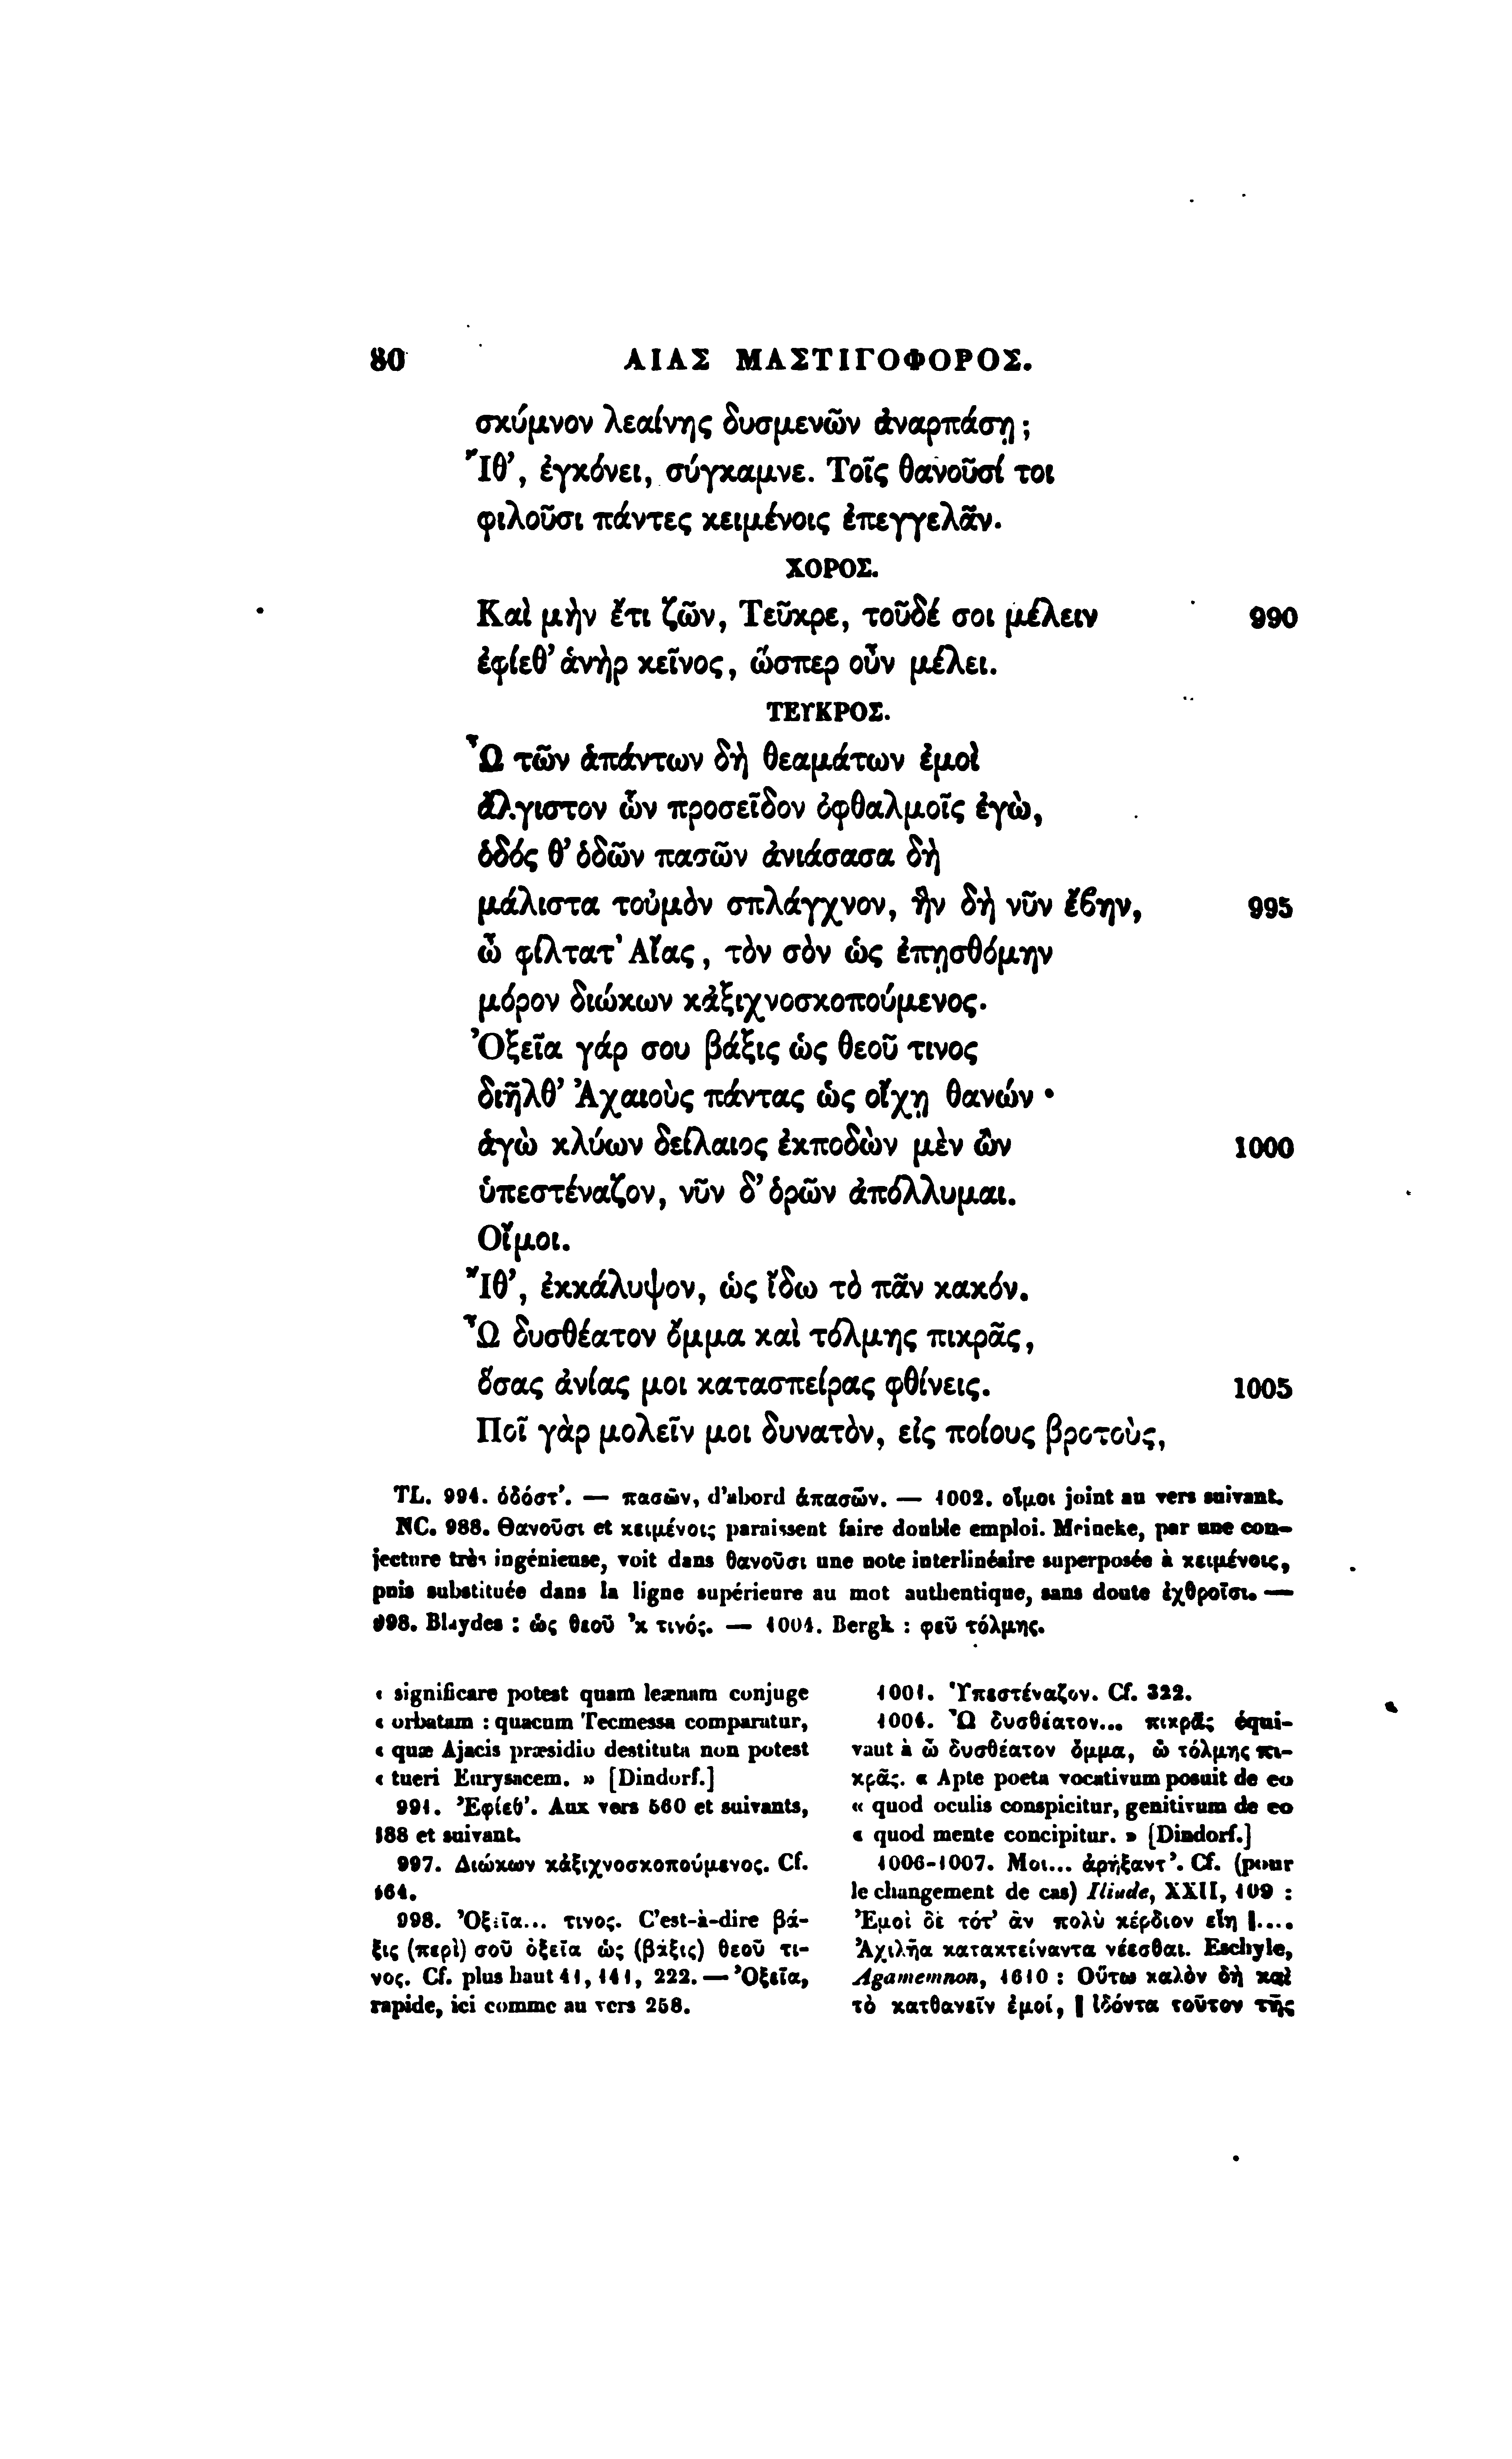 80 ΑΙΑΣ ΜΑΣΤΙΓΟΦΟΡΟΣ.
σκύμνον λεαίνης δυσμενῶν ἀναρπάσῃ ;
Ἴθ’, ἐγκόνει, σύγκαμνε. Τοῖς θανοῦσί τοι
φιλοῦσι πάντες κειμένοις ἐπεγγελᾶν.
ΧΟΡΟΣ.
Καὶ μὴν ἔτι ζῶν, Τεῦκρε, τοῦδέ σοι μέλειν 990
ἐφίεθ’ ἁνὴρ κεῖνος, ὥσπερ οὖν μέλει.
ΤΕΥΚΡΟΣ.
Ὦ τῶν ἁπάντων δὴ θεαμάτων ἐμοὶ
ἄλγιστον ὧν προσεῖδον ὀφθαλμοῖς ἐγὼ,
ὁδός θ’ ὁδῶν πασῶν ἀνιάσασα δὴ
μάλιστα τοὐμὸν σπλάγχνον, ἣν δὴ νῦν ἔβην, 995
ὦ φίλτατ’ Αἴας, τὸν σὸν ὡς ἐπῃσθόμην
μόρον διώκων κἀξιχνοσκοπούμενος.
Ὀξεῖα γάρ σου βάξις ὡς θεοῦ τινος
διῆλθ’ Ἀχαιοὺς πάντας ὡς οἴχῃ θανών ·
ἁγὼ κλύων δείλαιος ἐκποδὼν μὲν ὢν 1000
ὑπεστέναζον, νῦν δ’ ὁρῶν ἀπόλλυμαι.
Οἴμοι.
Ἴθ’, ἐκκάλυψον, ὡς ἴδω τὸ πᾶν κακόν.
Ὦ δυσθέατον ὄμμα καὶ τόλμης πικρᾶς,
ὅσας ἀνίας μοι κατασπείρας φθίνεις. 1005
Ποῖ γὰρ μολεῖν μοι δυνατὸν, εἰς ποίους βροτοὺς,
TL. 994. ὁδόστ’. — πασῶν, d’abord ἁπασῶν. — 1002. οἴμοι joint au vers suivant.
NC. 988. Θανοῦσι et κειμένοις paraissent faire double emploi. Meineke, par une con-
jecture très ingénieuse, voit dans θανοῦσι une note interlinéaire superposée à κειμένοις,
puis substituée dans la ligne supérieure au mot authentique, sans doute ἐχθροῖσι. —
998. Blaydes : ὡς θεοῦ ’κ τινός. — 1004. Bergk : φεῦ τόλμης.
« significare potest quam leænam conjuge
« orbatam : quacum Tecmessa comparatur,
« quæ Ajacis præsidio destituta non potest
« tueri Eurysacem. » [Dindorf.]
991. Ἐφίεθ’. Aux vers 560 et suivants,
188 et suivant.
997. Διώκων κἀξιχνοσκοπούμενος. Cf.
564.
998. Ὀξεῖα... τινος. C’est-à-dire βά-
ξις (περὶ) σοῦ ὀξεῖα ὡς (βάξις) θεοῦ τι-
νος. Cf. plus haut 41, 141, 222. — Ὀξεῖα,
rapide, ici comme au vers 258.
1001. Ὑπεστέναζον. Cf. 322.
1004. Ὦ δυσθέατον... πικρᾶς équi-
vaut à ὦ δυσθέατον ὄμμα, ὦ τόλμης πι-
κρᾶς. « Apte poeta vocativum posuit de eo
« quod oculis conspicitur, genitivum de eo
« quod mente concipitur. » [Dindorf.]
1006-1007. Μοι... ἀρήξαντ’. Cf. (pour
le changement de cas) Iliade, XXII, 109 :
Ἐμοὶ δὲ τότ’ ἂν πολὺ κέρδιον εἴη |....
Ἀχιλῆα κατακτείναντα νέεσθαι. Eschyle,
Agamemnon, 1610 : Οὕτω καλὸν δὴ καὶ
τὸ κατθανεῖν ἐμοί, | ἰδόντα τοῦτον τῆς